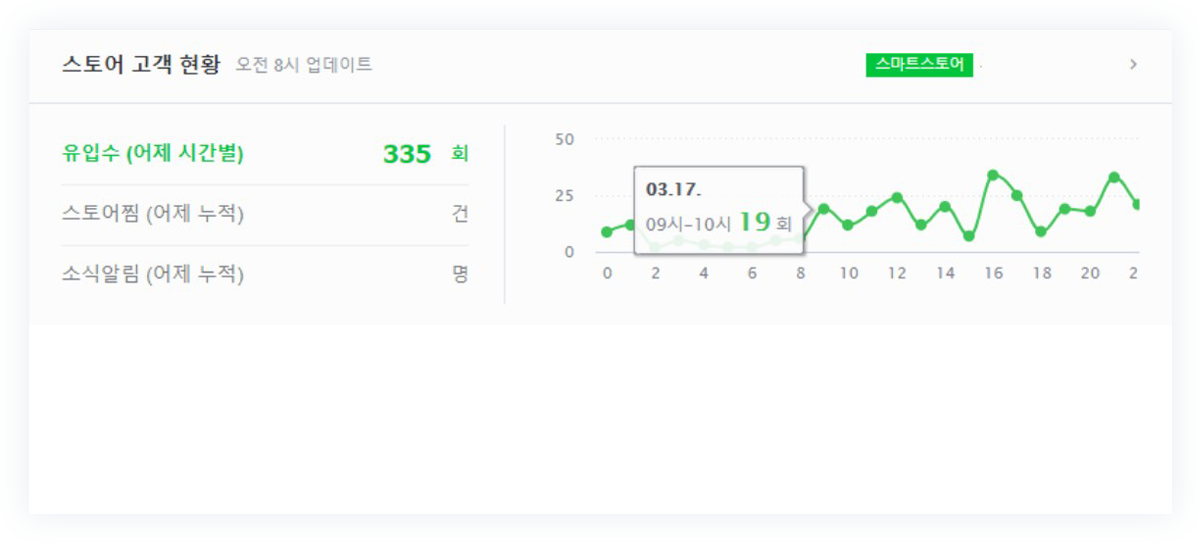 스토어 고객 현황 오전 8시 업데이트
스마트스토어
유입수 (어제 시간별) 335 회
스토어찜 (어제 누적) 건
소식알림 (어제 누적) 명
50
25
0
03.17.
09시-10시 19 회
0 2 4 6 8 10 12 14 16 18 20 2